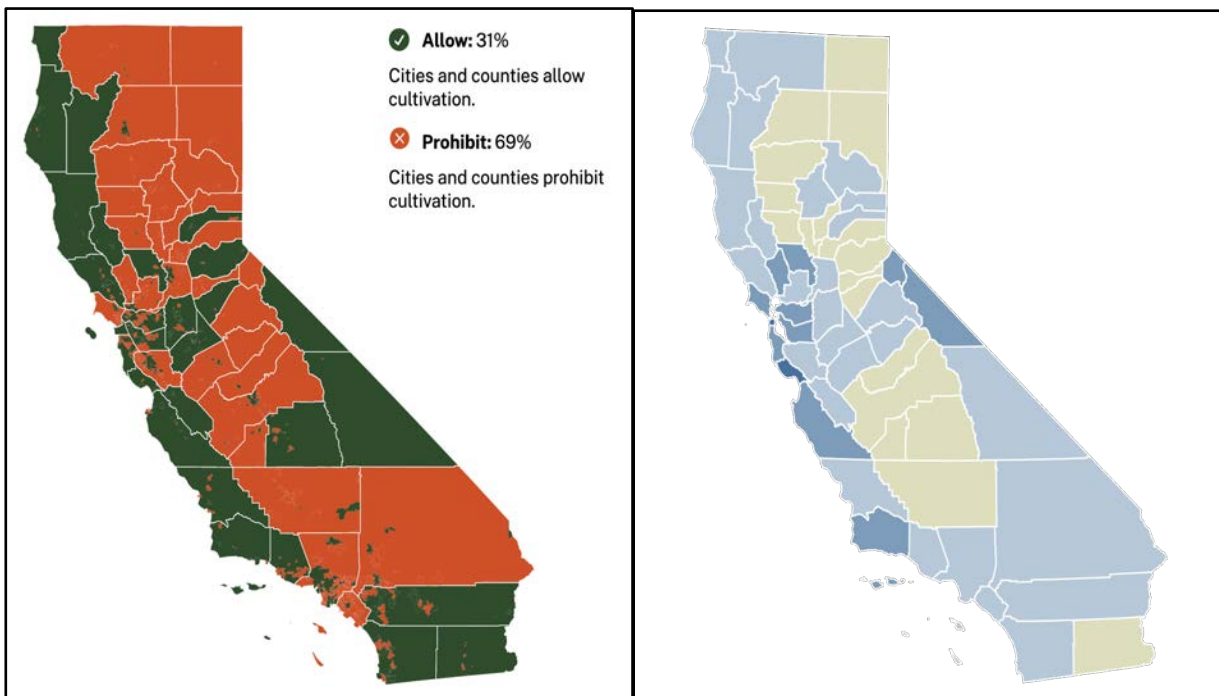 Allow: 31%
Cities and counties allow
cultivation.
Prohibit: 69%
Cities and counties prohibit
cultivation.